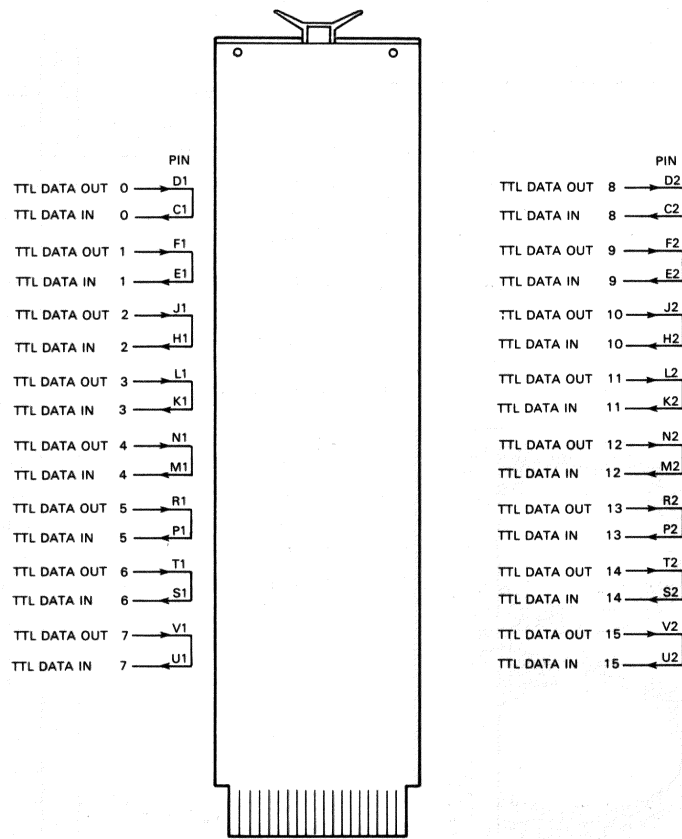 PIN
TTL DATA OUT 0 D1
TTL DATA IN 0 C1
TTL DATA OUT 1 F1
TTL DATA IN 1 E1
TTL DATA OUT 2 J1
TTL DATA IN 2 H1
TTL DATA OUT 3 L1
TTL DATA IN 3 K1
TTL DATA OUT 4 N1
TTL DATA IN 4 M1
TTL DATA OUT 5 R1
TTL DATA IN 5 P1
TTL DATA OUT 6 T1
TTL DATA IN 6 S1
TTL DATA OUT 7 V1
TTL DATA IN 7 U1
PIN
TTL DATA OUT 8 D2
TTL DATA IN 8 C2
TTL DATA OUT 9 F2
TTL DATA IN 9 E2
TTL DATA OUT 10 J2
TTL DATA IN 10 H2
TTL DATA OUT 11 L2
TTL DATA IN 11 K2
TTL DATA OUT 12 N2
TTL DATA IN 12 M2
TTL DATA OUT 13 R2
TTL DATA IN 13 P2
TTL DATA OUT 14 T2
TTL DATA IN 14 S2
TTL DATA OUT 15 V2
TTL DATA IN 15 U2